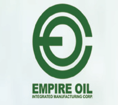 EMPIRE OIL
INTEGRATED MANUFACTURING CORP.